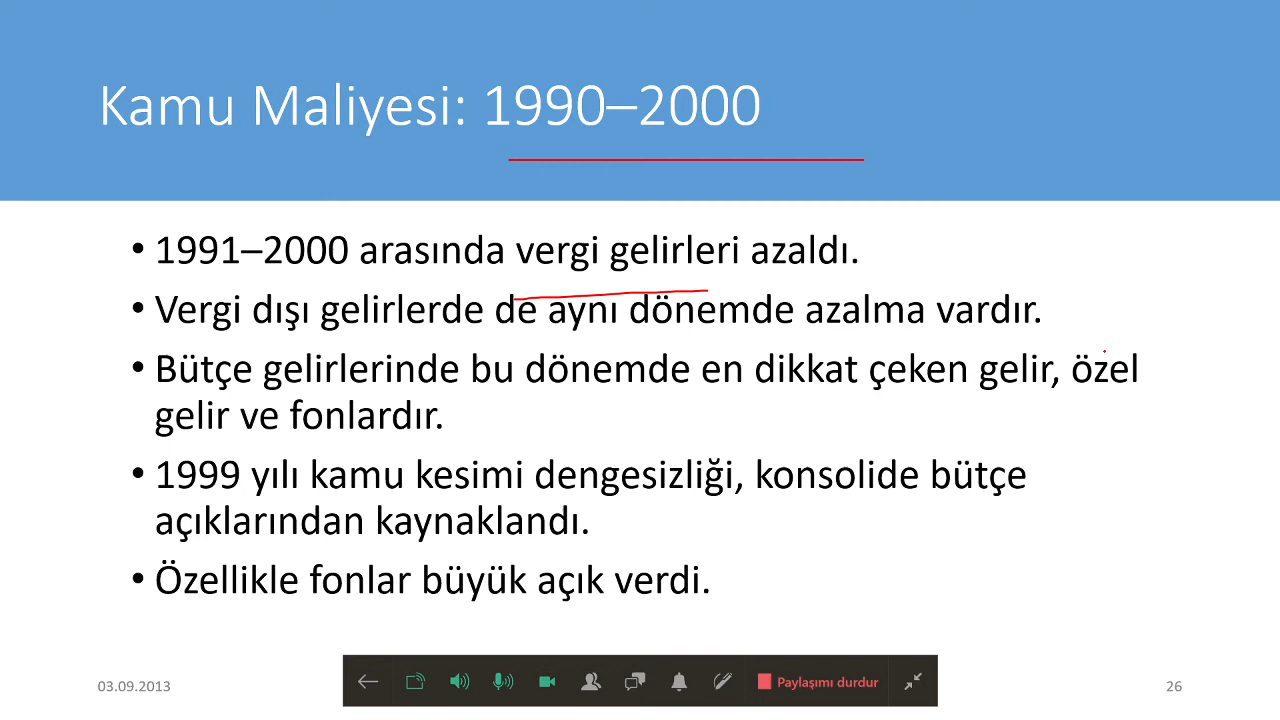 Kamu Maliyesi: 1990–2000
• 1991–2000 arasında vergi gelirleri azaldı.
• Vergi dışı gelirlerde de aynı dönemde azalma vardır.
• Bütçe gelirlerinde bu dönemde en dikkat çeken gelir, özel
gelir ve fonlardır.
• 1999 yılı kamu kesimi dengesizliği, konsolide bütçe
açıklarından kaynaklandı.
• Özellikle fonlar büyük açık verdi.
03.09.2013
Paylaşımı durdur
26